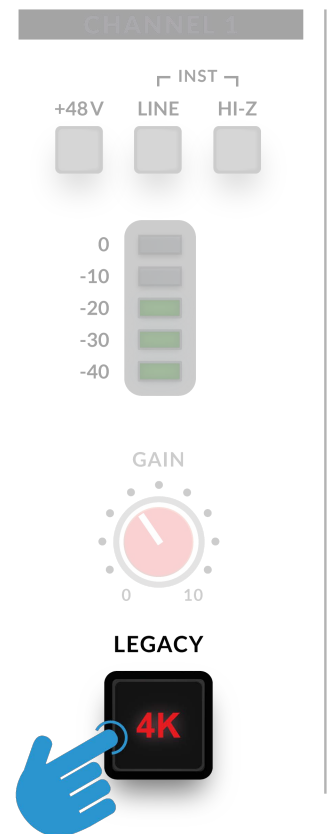 CHANNEL 1
INST
+48V LINE HI-Z
0
-10
-20
-30
-40
GAIN
0 10
LEGACY
4K